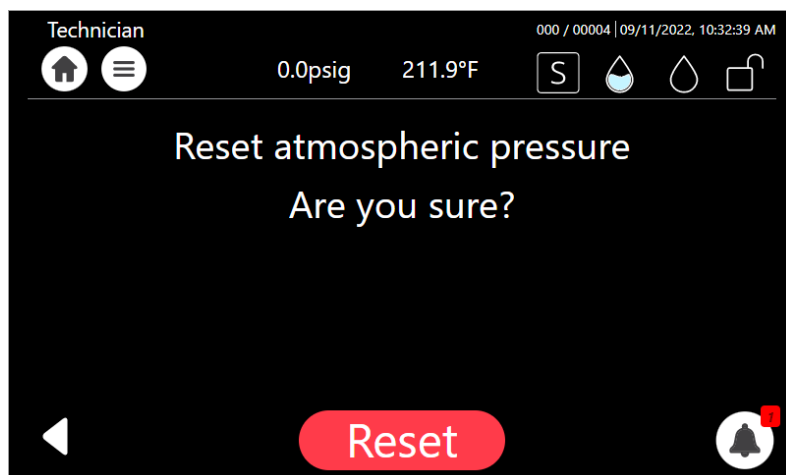 Technician
000 / 00004 | 09/11/2022, 10:32:39 AM
0.0psig 211.9°F S
Reset atmospheric pressure
Are you sure?
Reset
1